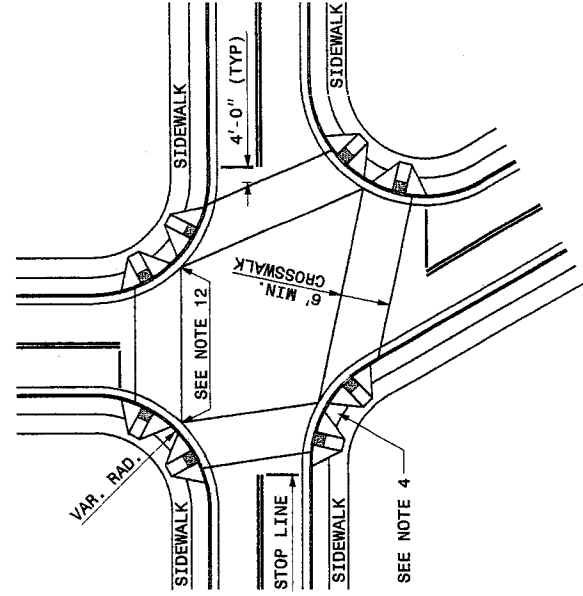 SIDEWALK
4'-0" (TYP)
SIDEWALK
6' MIN.
CROSSWALK
SEE NOTE 12
VAR. RAD.
SIDEWALK
STOP LINE
SIDEWALK
SEE NOTE 4